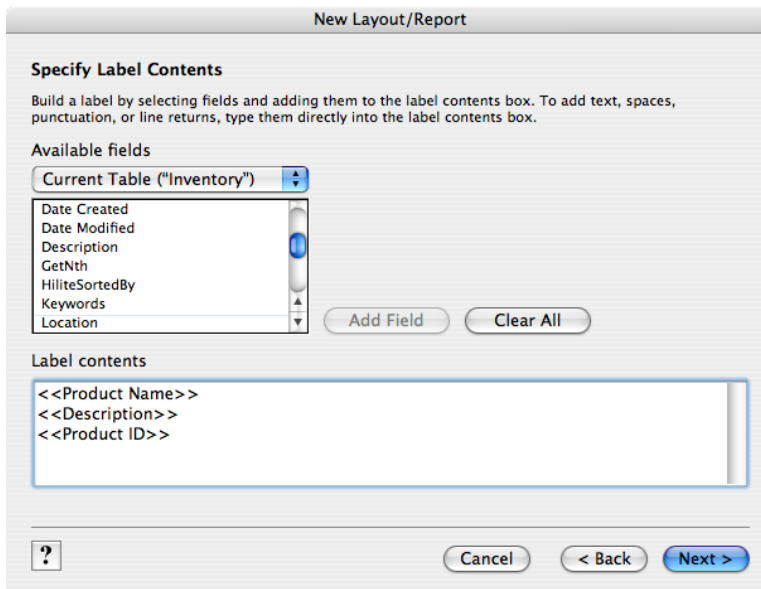 New Layout/Report
Specify Label Contents
Build a label by selecting fields and adding them to the label contents box. To add text, spaces,
punctuation, or line returns, type them directly into the label contents box.
Available fields
Current Table ("Inventory")
Date Created
Date Modified
Description
GetNth
HiliteSortedBy
Keywords
Location
Add Field
Clear All
Label contents
<<Product Name>>
<<Description>>
<<Product ID>>
?
Cancel
< Back
Next >